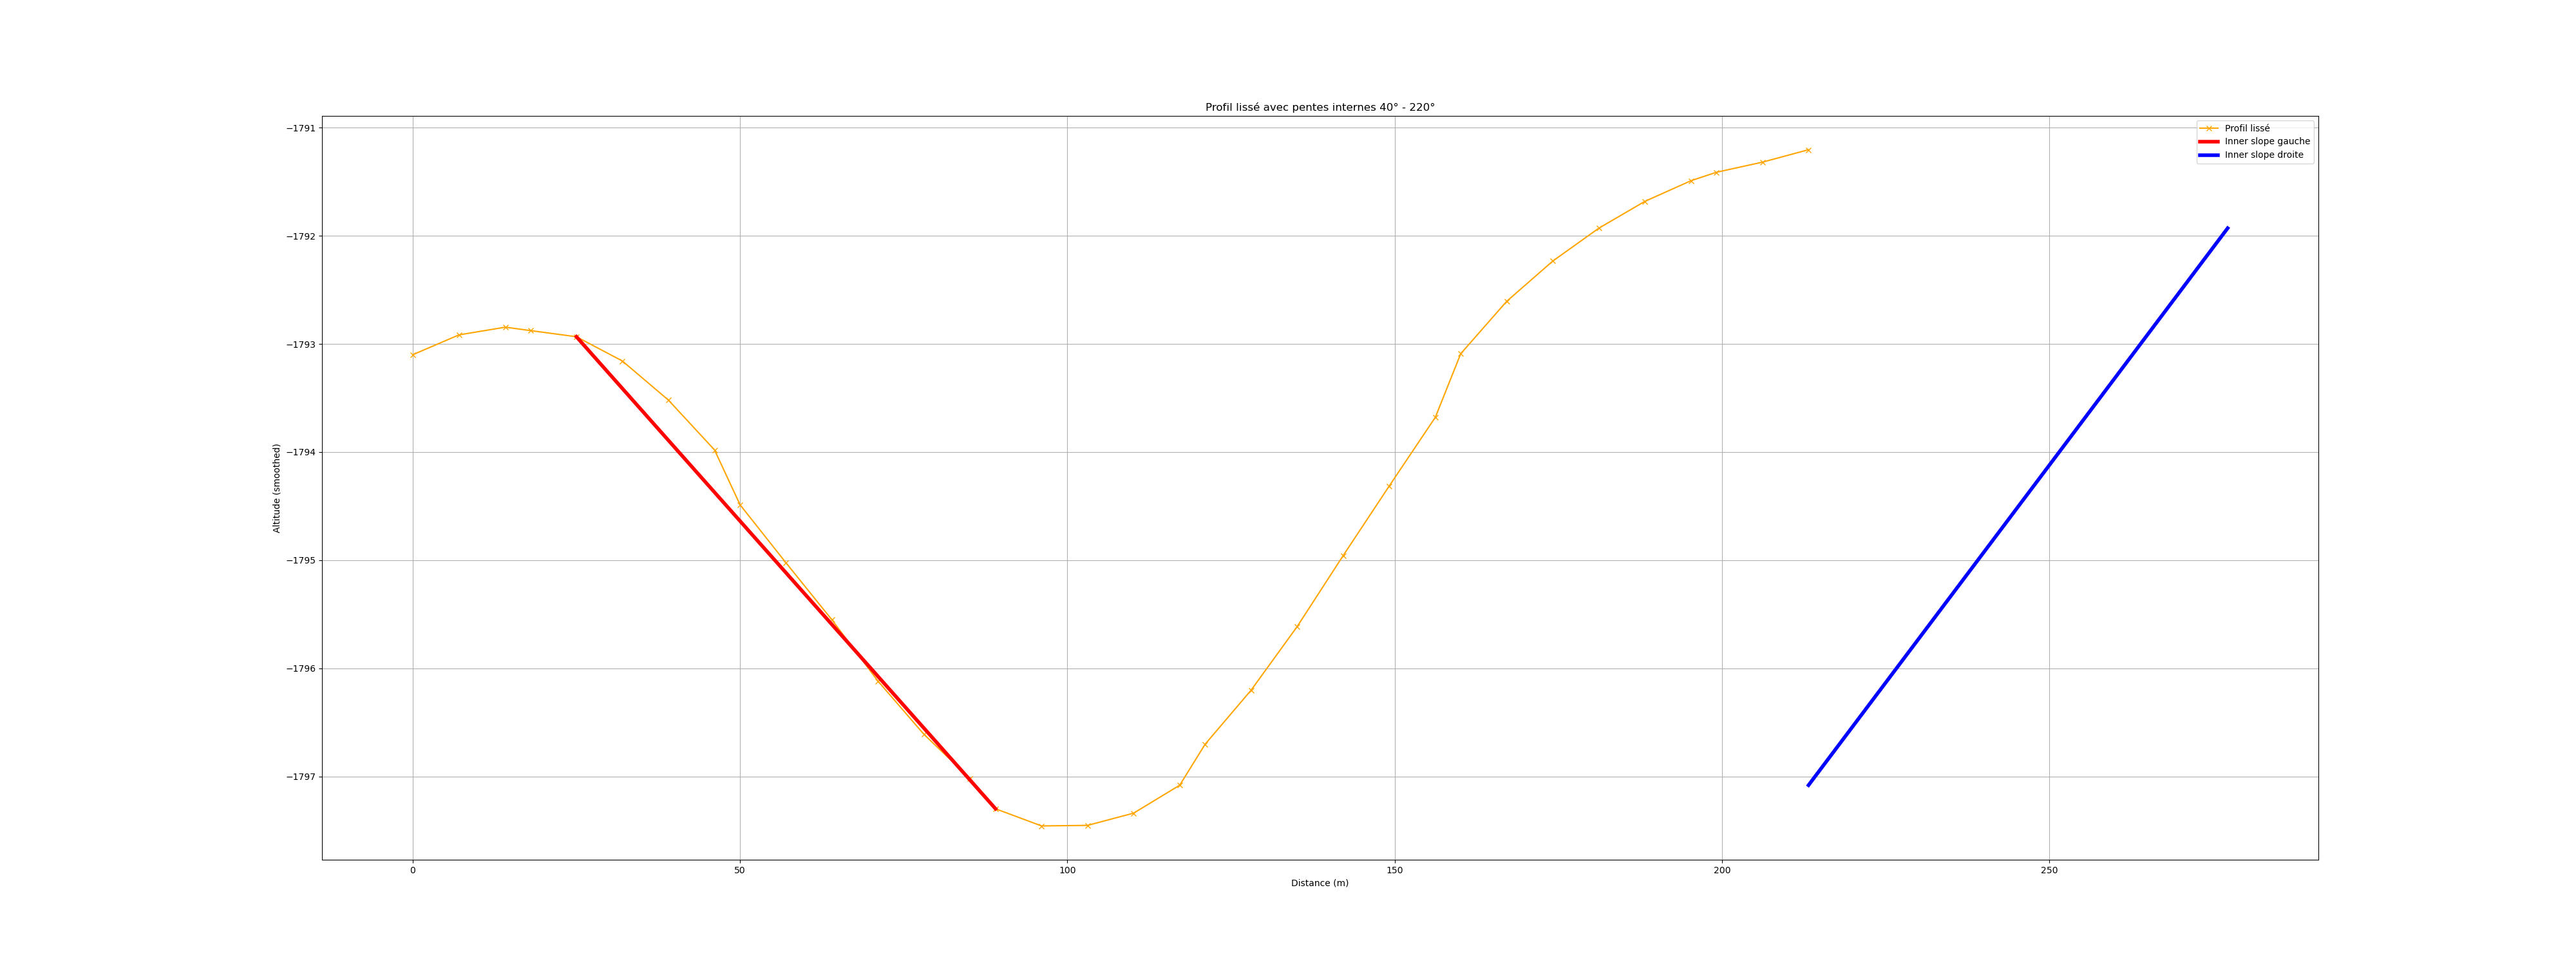 Profil lissé avec pentes internes 40° - 220°
Profil lissé
Inner slope gauche
Inner slope droite
Altitude (smoothed)
−1791
−1792
−1793
−1794
−1795
−1796
−1797
0
50
100
150
200
250
Distance (m)